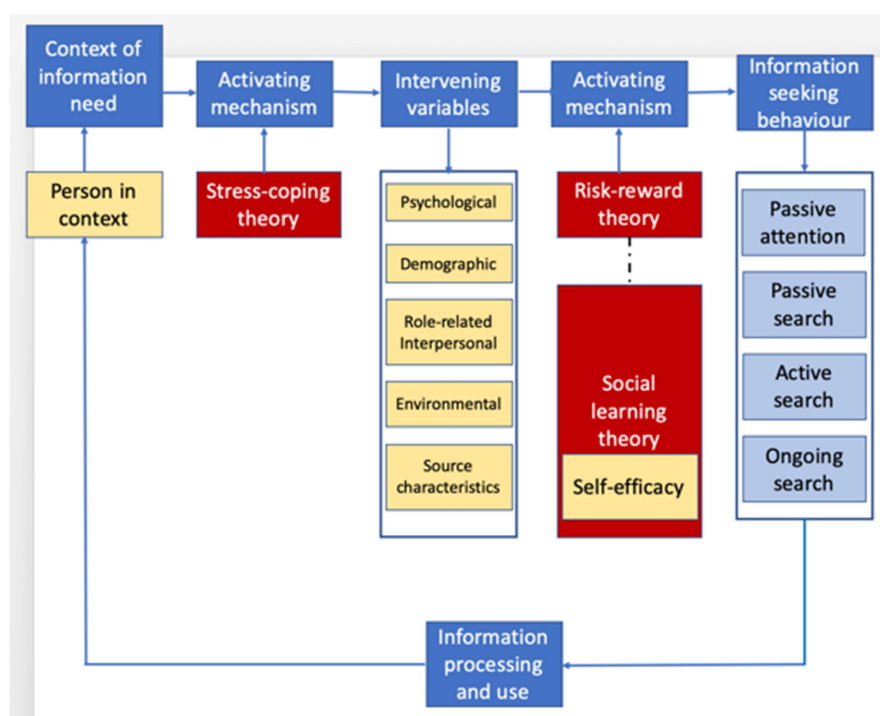 Context of
information
need
Activating
mechanism
Intervening
variables
Activating
mechanism
Information
seeking
behaviour
Person in
context
Stress-coping
theory
Psychological
Demographic
Role-related
Interpersonal
Environmental
Source
characteristics
Risk-reward
theory
Social
learning
theory
Self-efficacy
Passive
attention
Passive
search
Active
search
Ongoing
search
Information
processing
and use